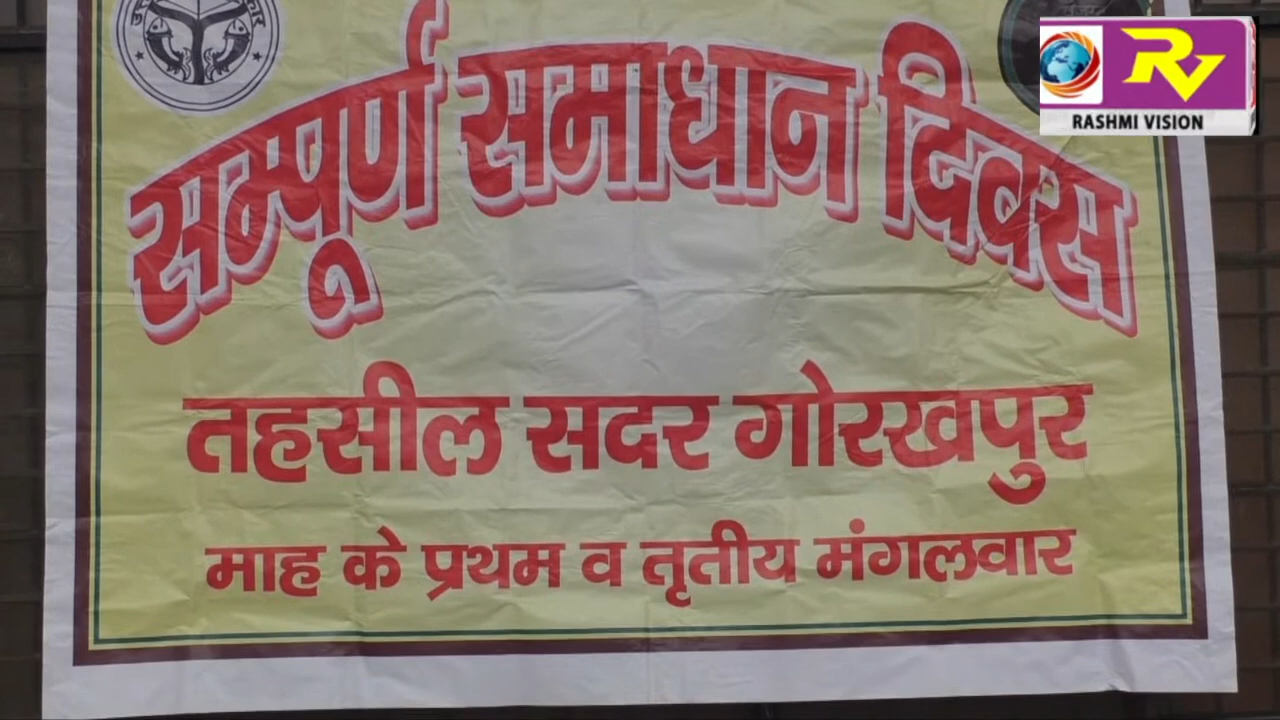 सम्पूर्ण समाधान दिवस
तहसील सदर गोरखपुर
माह के प्रथम व तृतीय मंगलवार
RV
RASHMI VISION